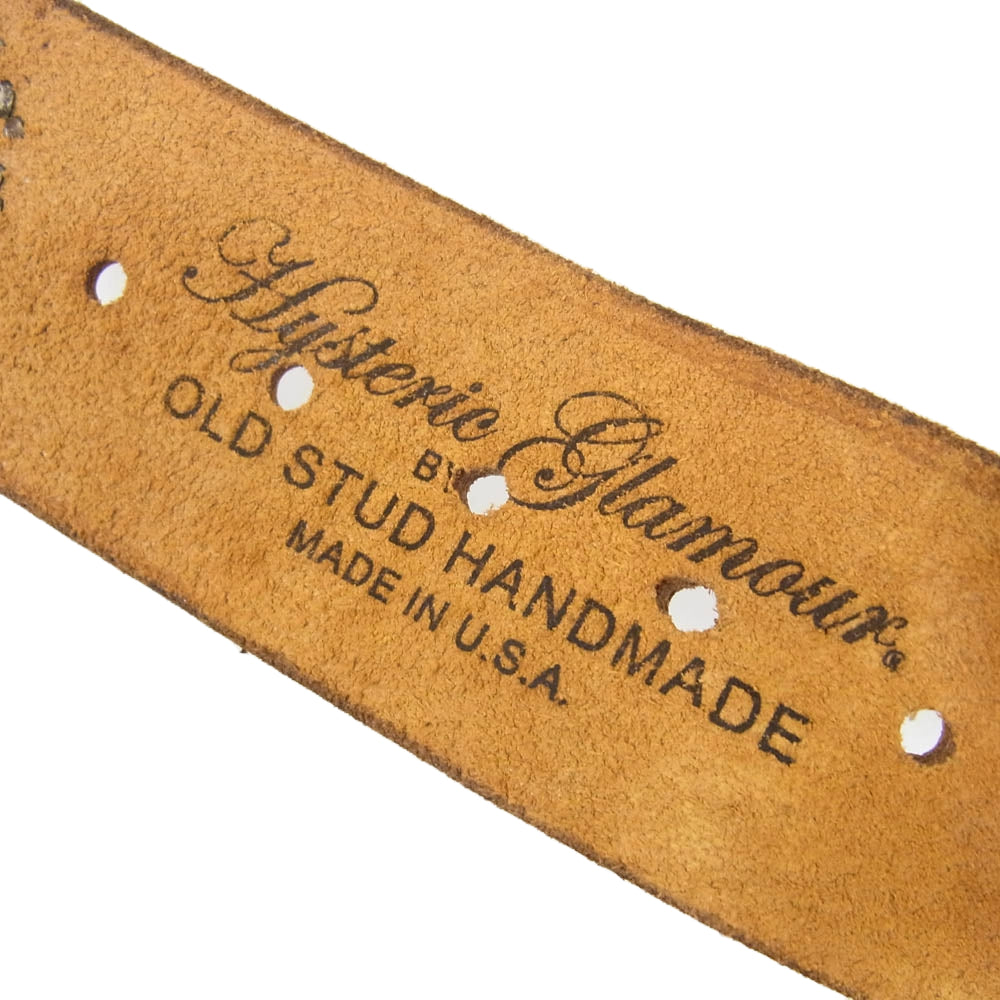 Hysteric Glamour.
BY
OLD STUD HANDMADE
MADE IN U.S.A.